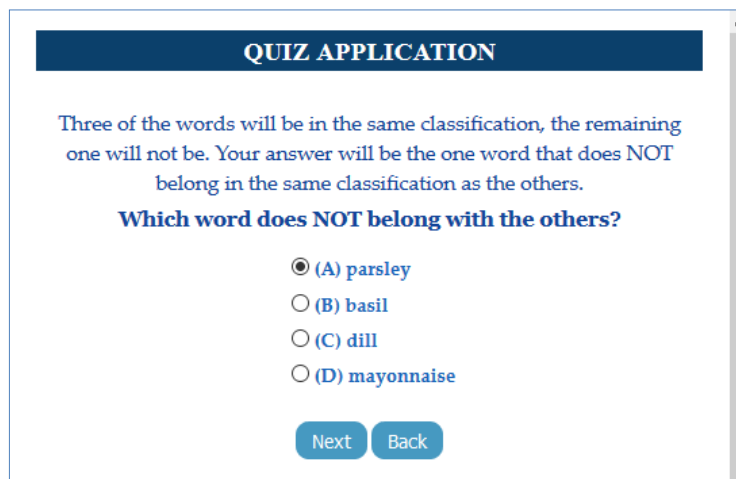 QUIZ APPLICATION
Three of the words will be in the same classification, the remaining
one will not be. Your answer will be the one word that does NOT
belong in the same classification as the others.
Which word does NOT belong with the others?
(A) parsley
(B) basil
(C) dill
(D) mayonnaise
Next Back